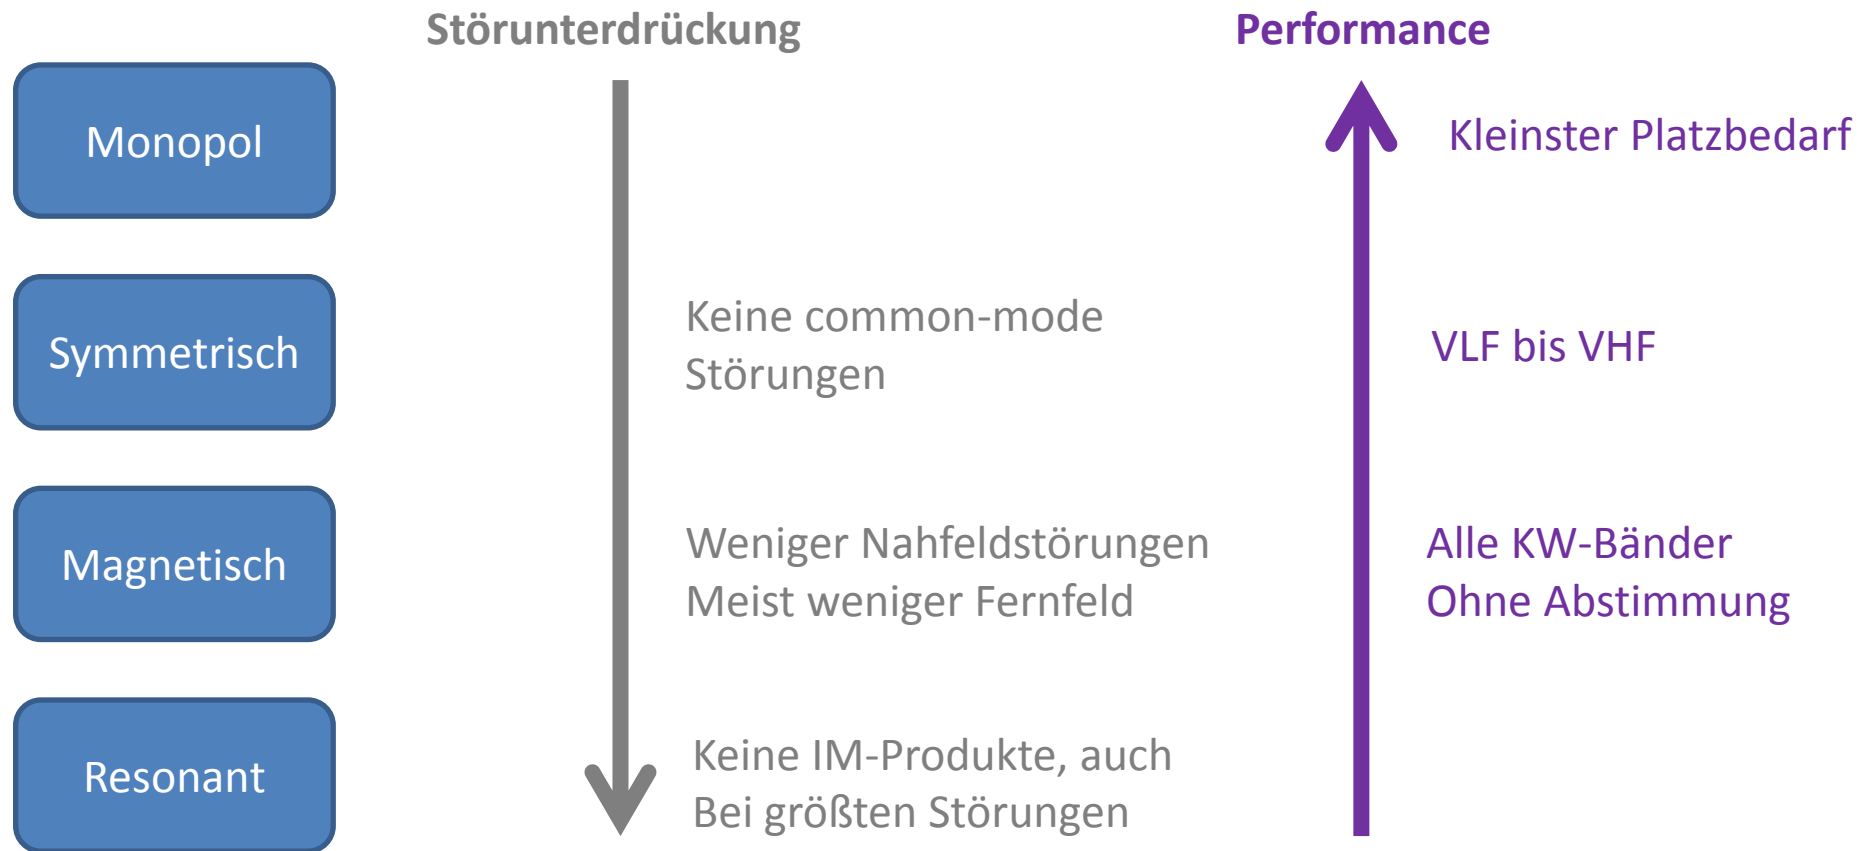 Störunterdrückung
Performance
Monopol
Kleinster Platzbedarf
Symmetrisch
Keine common-mode
Störungen
VLF bis VHF
Magnetisch
Weniger Nahfeldstörungen
Meist weniger Fernfeld
Alle KW-Bänder
Ohne Abstimmung
Resonant
Keine IM-Produkte, auch
Bei größten Störungen